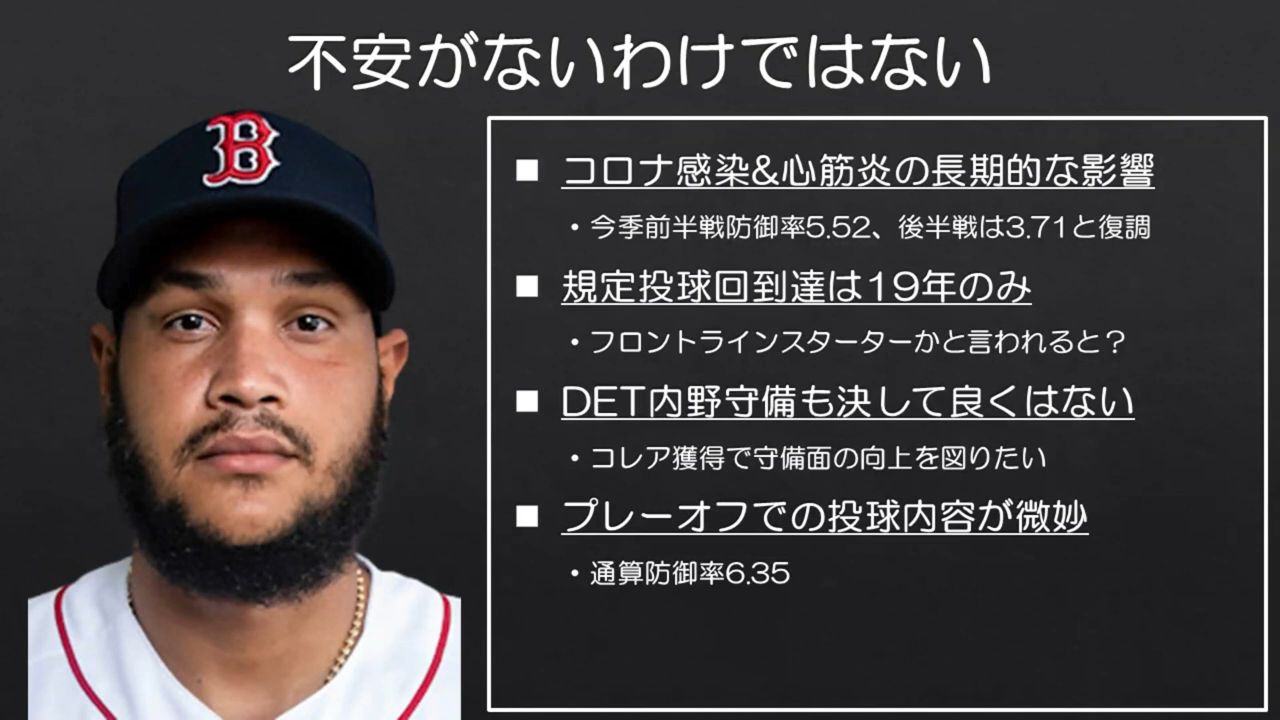 不安がないわけではない
B
■ コロナ感染&心筋炎の長期的な影響
・今季前半戦防御率5.52、後半戦は3.71と復調
■ 規定投球回到達は19年のみ
・フロントラインスターターかと言われると？
■ DET内野守備も決して良くはない
・コレア獲得で守備面の向上を図りたい
■ プレーオフでの投球内容が微妙
・通算防御率6.35